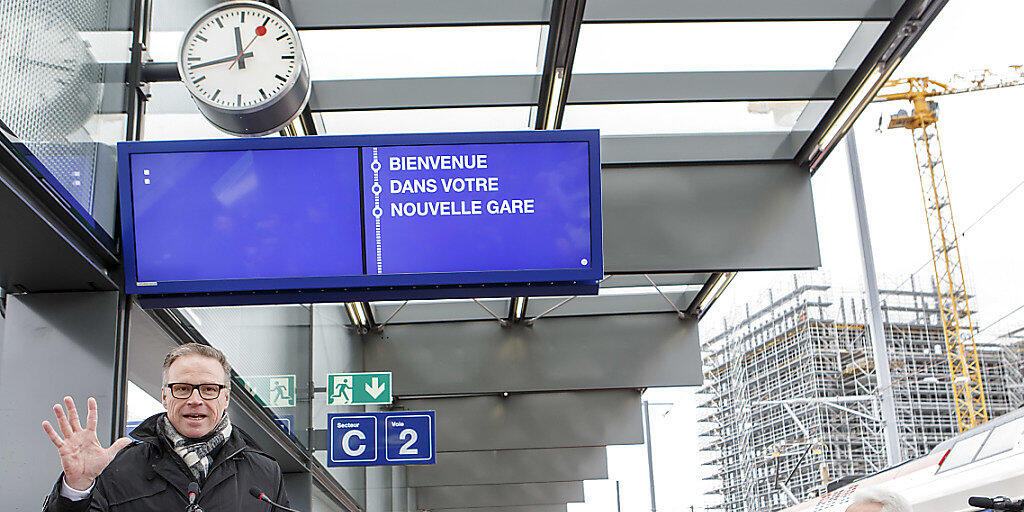 BIENVENUE
DANS VOTRE
NOUVELLE GARE
Secteur
C
Voie
2